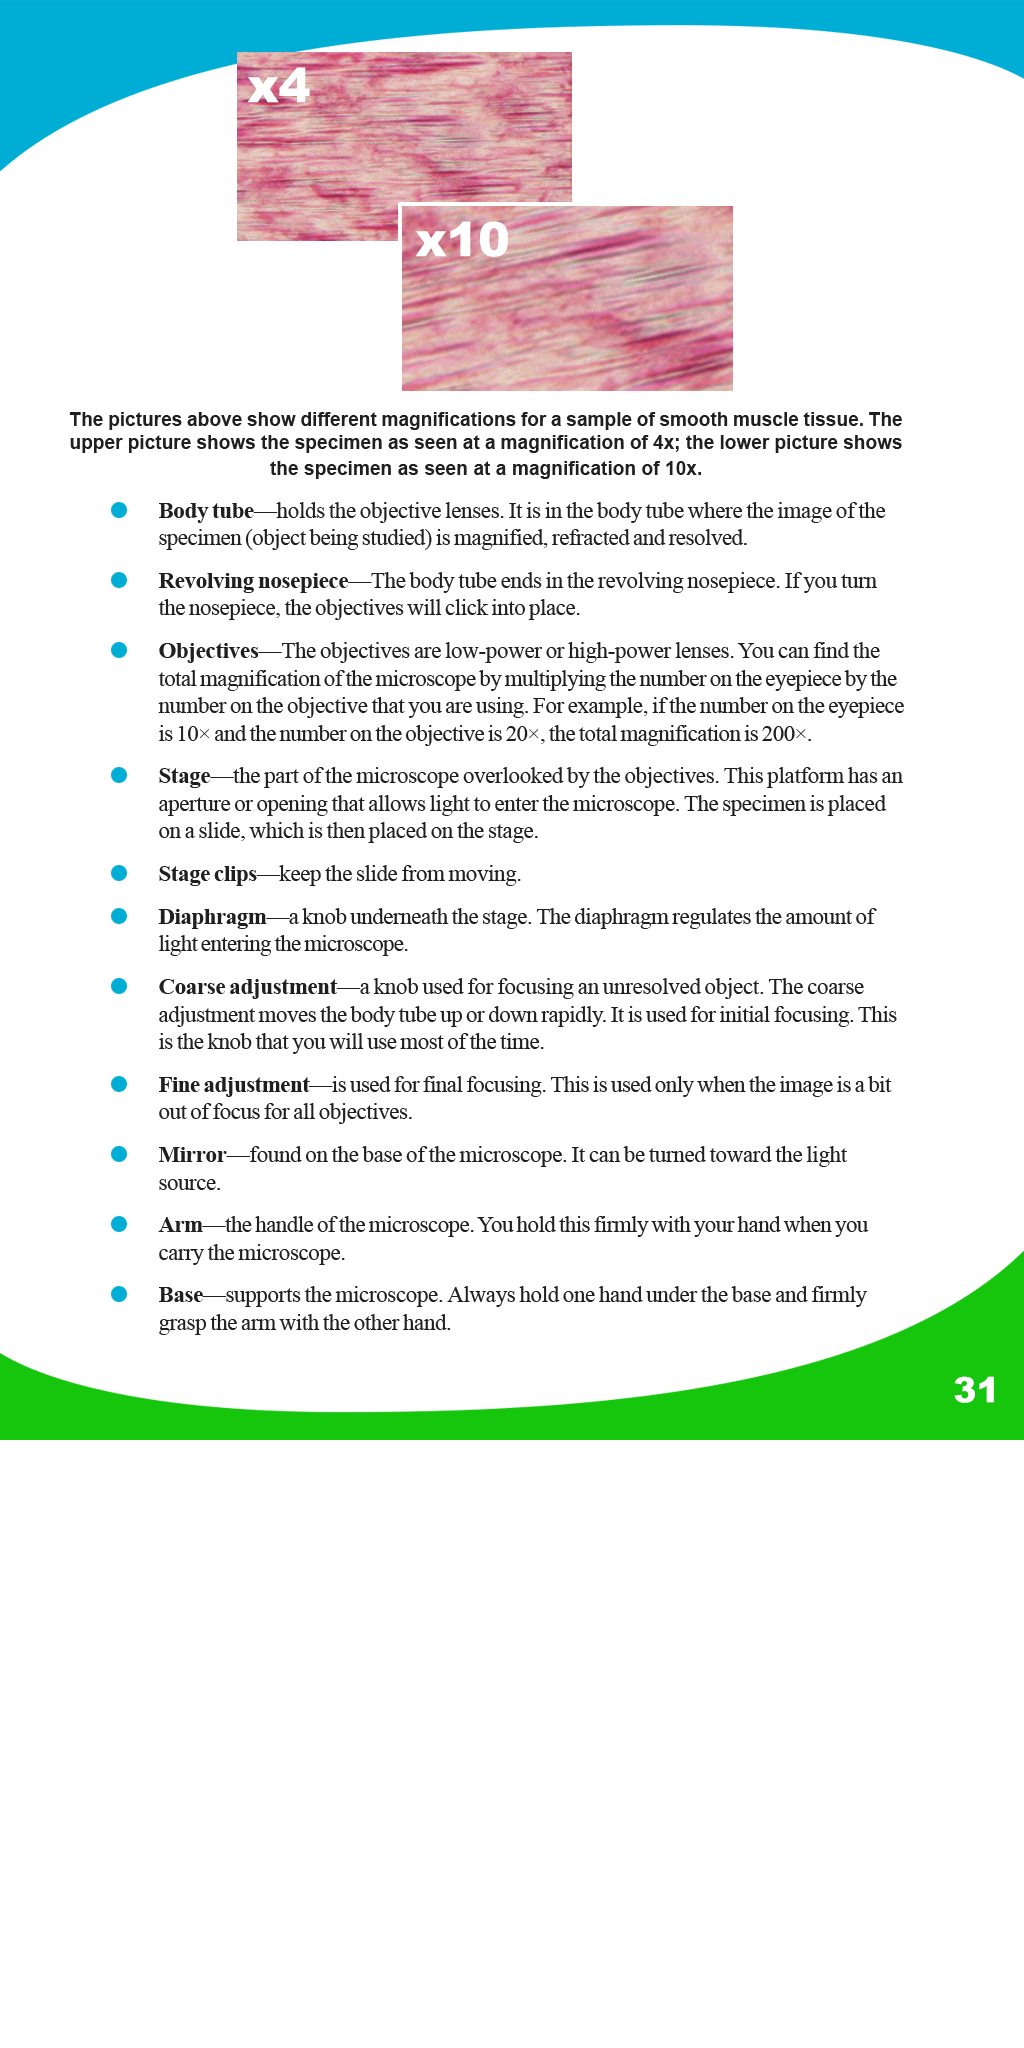 x4
x10
The pictures above show different magnifications for a sample of smooth muscle tissue. The
upper picture shows the specimen as seen at a magnification of 4x; the lower picture shows
the specimen as seen at a magnification of 10x.
Body tube—holds the objective lenses. It is in the body tube where the image of the
specimen (object being studied) is magnified, refracted and resolved.
Revolving nosepiece—The body tube ends in the revolving nosepiece. If you turn
the nosepiece, the objectives will click into place.
Objectives—The objectives are low-power or high-power lenses. You can find the
total magnification of the microscope by multiplying the number on the eyepiece by the
number on the objective that you are using. For example, if the number on the eyepiece
is 10× and the number on the objective is 20×, the total magnification is 200×.
Stage—the part of the microscope overlooked by the objectives. This platform has an
aperture or opening that allows light to enter the microscope. The specimen is placed
on a slide, which is then placed on the stage.
Stage clips—keep the slide from moving.
Diaphragm—a knob underneath the stage. The diaphragm regulates the amount of
light entering the microscope.
Coarse adjustment—a knob used for focusing an unresolved object. The coarse
adjustment moves the body tube up or down rapidly. It is used for initial focusing. This
is the knob that you will use most of the time.
Fine adjustment—is used for final focusing. This is used only when the image is a bit
out of focus for all objectives.
Mirror—found on the base of the microscope. It can be turned toward the light
source.
Arm—the handle of the microscope. You hold this firmly with your hand when you
carry the microscope.
Base—supports the microscope. Always hold one hand under the base and firmly
grasp the arm with the other hand.
31